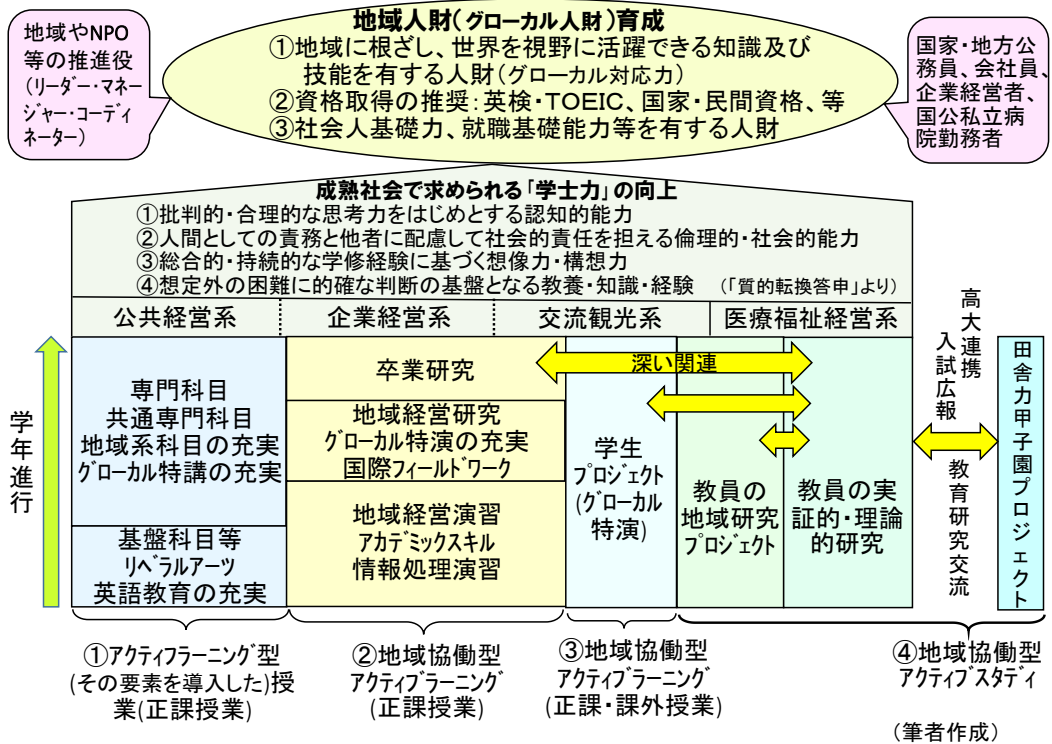 地域人財(グローカル人財)育成
①地域に根ざし、世界を視野に活躍できる知識及び
技能を有する人財(グローカル対応力)
②資格取得の推奨:英検・TOEIC、国家・民間資格、等
③社会人基礎力、就職基礎能力等を有する人財
地域やNPO
等の推進役
(リーダー・マネ
ジャー・コーディ
ネーター)
国家・地方公
務員、会社員、
企業経営者、
国公私立病
院勤務者
成熟社会で求められる「学士力」の向上
①批判的・合理的な思考力をはじめとする認知的能力
②人間としての責務と他者に配慮して社会的責任を担える倫理的・社会的能力
③総合的・持続的な学修経験に基づく想像力・構想力
④想定外の困難に的確な判断の基盤となる教養・知識・経験 (「質的転換答申」より)
公共経営系
企業経営系
交流観光系
医療福祉経営系
学年進行
専門科目
共通専門科目
地域系科目の充実
グローカル特講の充実
基盤科目等
リベラルアーツ
英語教育の充実
卒業研究
地域経営研究
グローカル特演の充実
国際フィールドワーク
地域経営演習
アカデミックスキル
情報処理演習
深い関連
学生
プロジェクト
(グローカル
特演)
教員の
地域研究
プロジェクト
教員の実
証的・理論
的研究
高大連携
入試広報
教育研究交流
田舎力甲子園プロジェクト
①アクティフラーニング型
(その要素を導入した)授
業(正課授業)
②地域協働型
アクティブラーニング
(正課授業)
③地域協働型
アクティブラーニング
(正課・課外授業)
④地域協働型
アクティブスタディ
(筆者作成)